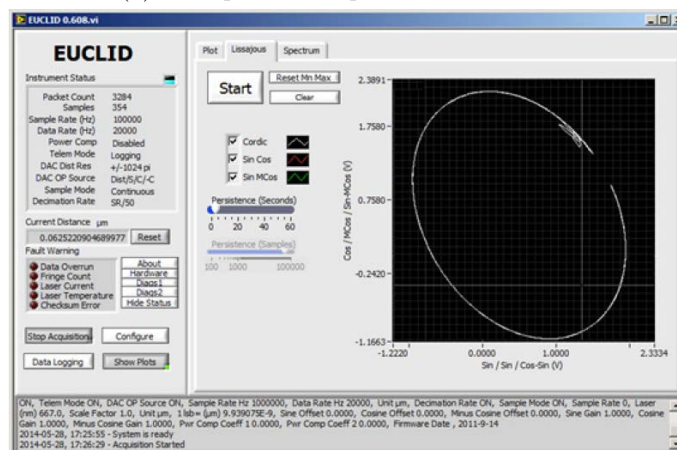 EUCLID 0.608.vi
EUCLID
Instrument Status
Packet Count 3284
Samples 354
Sample Rate (Hz) 100000
Data Rate (Hz) 20000
Power Comp Disabled
Telem Mode Logging
DAC Dist Res +/-1024 pi
DAC OP Source Dist/S/C/-C
Sample Mode Continuous
Decimation Rate SR/50
Current Distance µm
0.0625220904689977 Reset
Fault Warning
Data Overrun
Fringe Count
Laser Current
Laser Temperature
Checksum Error
About
Hardware
Diags1
Diags2
Hide Status
Stop Acquisition Configure
Data Logging Show Plots
Plot Lissajous Spectrum
Start
Reset Mn Max
Clear
Cordic
Sin Cos
Sin MCos
Persistence (Seconds)
0 20 40 60
Persistence (Samples)
100 1000 100000
Cos / MCos / Sin-MCos (V)
2.3891
1.7580
0.7580
-0.2420
-1.1663
-1.2220 0.0000 1.0000 2.3334
Sin / Sin / Cos-Sin (V)
ON, Telem Mode ON, DAC OP Source ON, Sample Rate Hz 1000000, Data Rate Hz 20000, Unit µm, Decimation Rate ON, Sample Mode ON, Sample Rate 0, Laser
(nm) 667.0, Scale Factor 1.0, Unit µm, 1 lsb= (µm) 9.939075E-9, Sine Offset 0.0000, Cosine Offset 0.0000, Minus Cosine Offset 0.0000, Sine Gain 1.0000, Cosine
Gain 1.0000, Minus Cosine Gain 1.0000, Pwr Comp Coeff 1 0.0000, Pwr Comp Coeff 2 0.0000, Firmware Date , 2011-9-14
2014-05-28, 17:25:55 - System is ready
2014-05-28, 17:26:29 - Acquisition Started